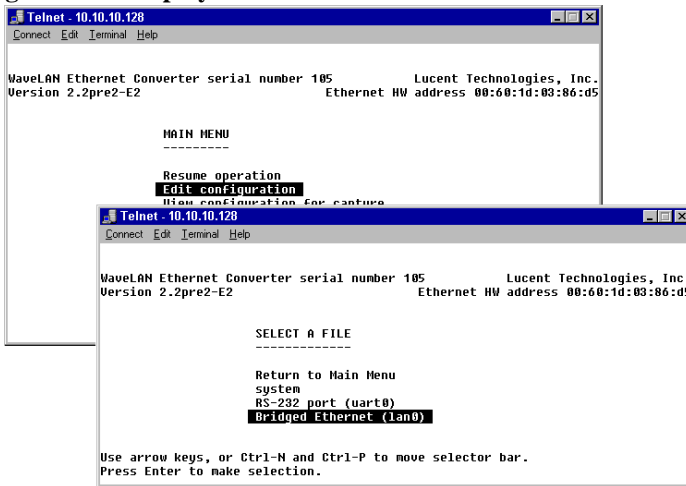 Telnet - 10.10.10.128
Connect Edit Terminal Help
WaveLAN Ethernet Converter serial number 105 Lucent Technologies, Inc.
Version 2.2pre2-E2 Ethernet HW address 00:60:1d:03:86:d5
MAIN MENU
---------
Resume operation
Edit configuration
View configuration for capture
Telnet - 10.10.10.128
Connect Edit Terminal Help
WaveLAN Ethernet Converter serial number 105 Lucent Technologies, Inc
Version 2.2pre2-E2 Ethernet HW address 00:60:1d:03:86:d5
SELECT A FILE
-------------
Return to Main Menu
system
RS-232 port (uart0)
Bridged Ethernet (lan0)
Use arrow keys, or Ctrl-N and Ctrl-P to move selector bar.
Press Enter to make selection.